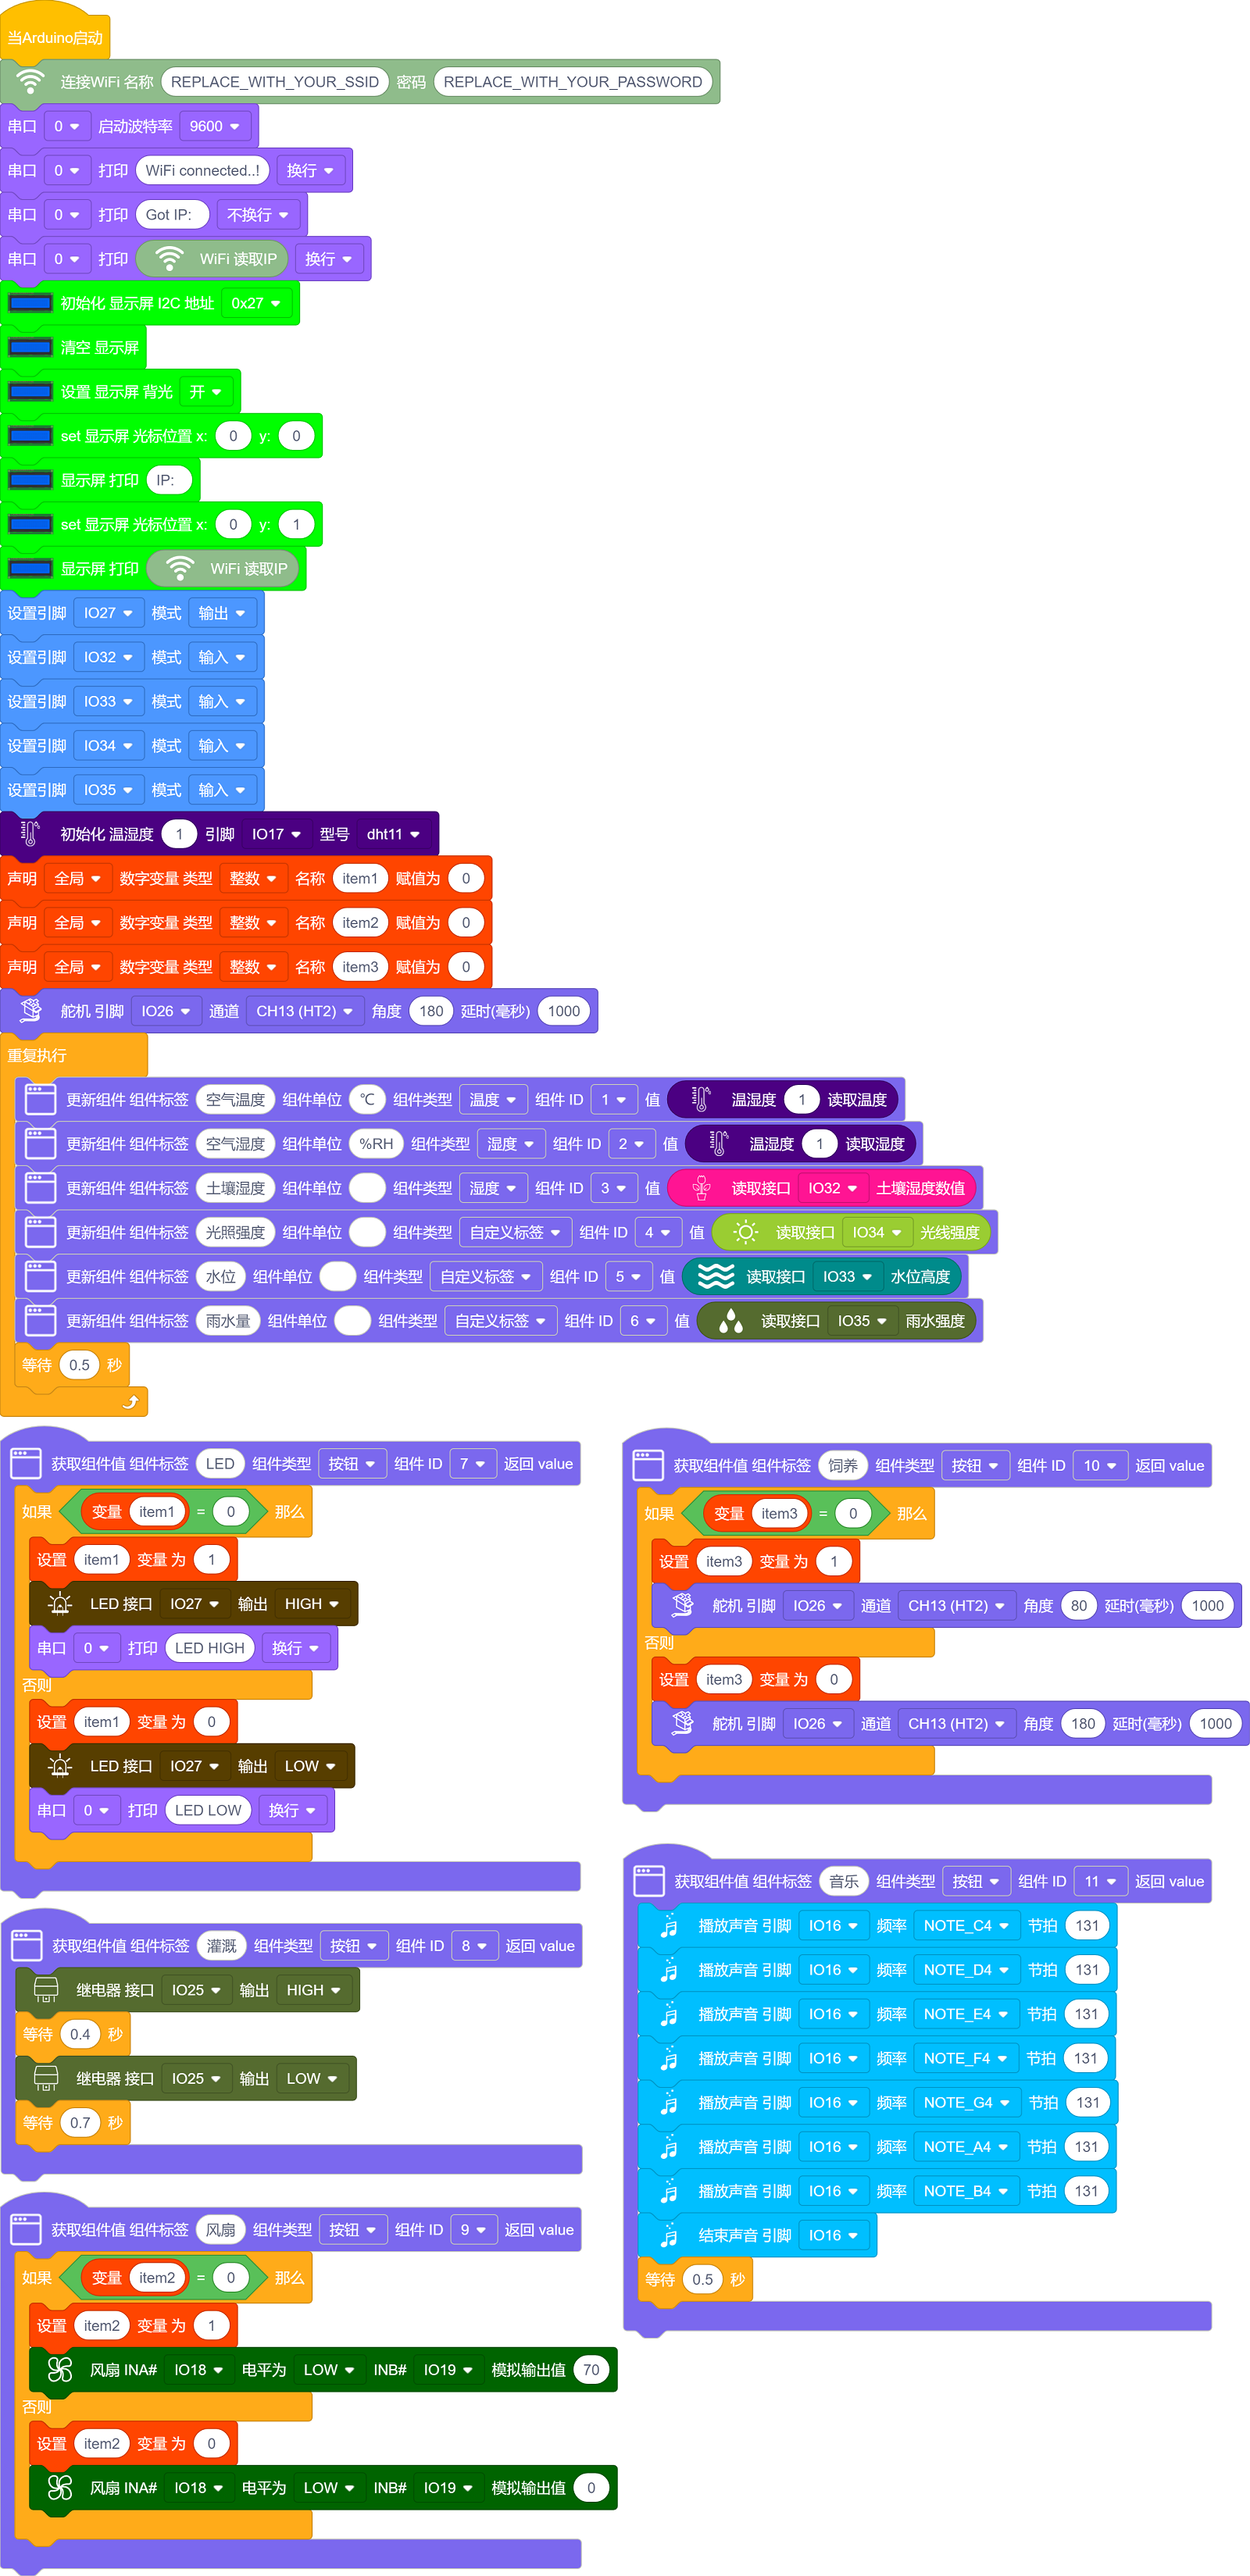 当Arduino启动
连接WiFi 名称 REPLACE_WITH_YOUR_SSID 密码 REPLACE_WITH_YOUR_PASSWORD
串口 0 启动波特率 9600
串口 0 打印 WiFi connected..! 换行
串口 0 打印 Got IP: 不换行
串口 0 打印 WiFi 读取IP 换行
初始化 显示屏 I2C 地址 0x27
清空 显示屏
设置 显示屏 背光 开
set 显示屏 光标位置 x: 0 y: 0
显示屏 打印 IP:
set 显示屏 光标位置 x: 0 y: 1
显示屏 打印 WiFi 读取IP
设置引脚 IO27 模式 输出
设置引脚 IO32 模式 输入
设置引脚 IO33 模式 输入
设置引脚 IO34 模式 输入
设置引脚 IO35 模式 输入
初始化 温湿度 1 引脚 IO17 型号 dht11
声明 全局 数字变量 类型 整数 名称 item1 赋值为 0
声明 全局 数字变量 类型 整数 名称 item2 赋值为 0
声明 全局 数字变量 类型 整数 名称 item3 赋值为 0
舵机 引脚 IO26 通道 CH13 (HT2) 角度 180 延时(毫秒) 1000
重复执行
更新组件 组件标签 空气温度 组件单位 ℃ 组件类型 温度 组件 ID 1 值 温湿度 1 读取温度
更新组件 组件标签 空气湿度 组件单位 %RH 组件类型 湿度 组件 ID 2 值 温湿度 1 读取湿度
更新组件 组件标签 土壤湿度 组件单位 组件类型 湿度 组件 ID 3 值 读取接口 IO32 土壤湿度数值
更新组件 组件标签 光照强度 组件单位 组件类型 自定义标签 组件 ID 4 值 读取接口 IO34 光线强度
更新组件 组件标签 水位 组件单位 组件类型 自定义标签 组件 ID 5 值 读取接口 IO33 水位高度
更新组件 组件标签 雨水量 组件单位 组件类型 自定义标签 组件 ID 6 值 读取接口 IO35 雨水强度
等待 0.5 秒
获取组件值 组件标签 LED 组件类型 按钮 组件 ID 7 返回 value
如果 变量 item1 = 0 那么
设置 item1 变量 为 1
LED 接口 IO27 输出 HIGH
串口 0 打印 LED HIGH 换行
否则
设置 item1 变量 为 0
LED 接口 IO27 输出 LOW
串口 0 打印 LED LOW 换行
获取组件值 组件标签 灌溉 组件类型 按钮 组件 ID 8 返回 value
继电器 接口 IO25 输出 HIGH
等待 0.4 秒
继电器 接口 IO25 输出 LOW
等待 0.7 秒
获取组件值 组件标签 风扇 组件类型 按钮 组件 ID 9 返回 value
如果 变量 item2 = 0 那么
设置 item2 变量 为 1
风扇 INA# IO18 电平为 LOW INB# IO19 模拟输出值 70
否则
设置 item2 变量 为 0
风扇 INA# IO18 电平为 LOW INB# IO19 模拟输出值 0
获取组件值 组件标签 饲养 组件类型 按钮 组件 ID 10 返回 value
如果 变量 item3 = 0 那么
设置 item3 变量 为 1
舵机 引脚 IO26 通道 CH13 (HT2) 角度 80 延时(毫秒) 1000
否则
设置 item3 变量 为 0
舵机 引脚 IO26 通道 CH13 (HT2) 角度 180 延时(毫秒) 1000
获取组件值 组件标签 音乐 组件类型 按钮 组件 ID 11 返回 value
播放声音 引脚 IO16 频率 NOTE_C4 节拍 131
播放声音 引脚 IO16 频率 NOTE_D4 节拍 131
播放声音 引脚 IO16 频率 NOTE_E4 节拍 131
播放声音 引脚 IO16 频率 NOTE_F4 节拍 131
播放声音 引脚 IO16 频率 NOTE_G4 节拍 131
播放声音 引脚 IO16 频率 NOTE_A4 节拍 131
播放声音 引脚 IO16 频率 NOTE_B4 节拍 131
结束声音 引脚 IO16
等待 0.5 秒